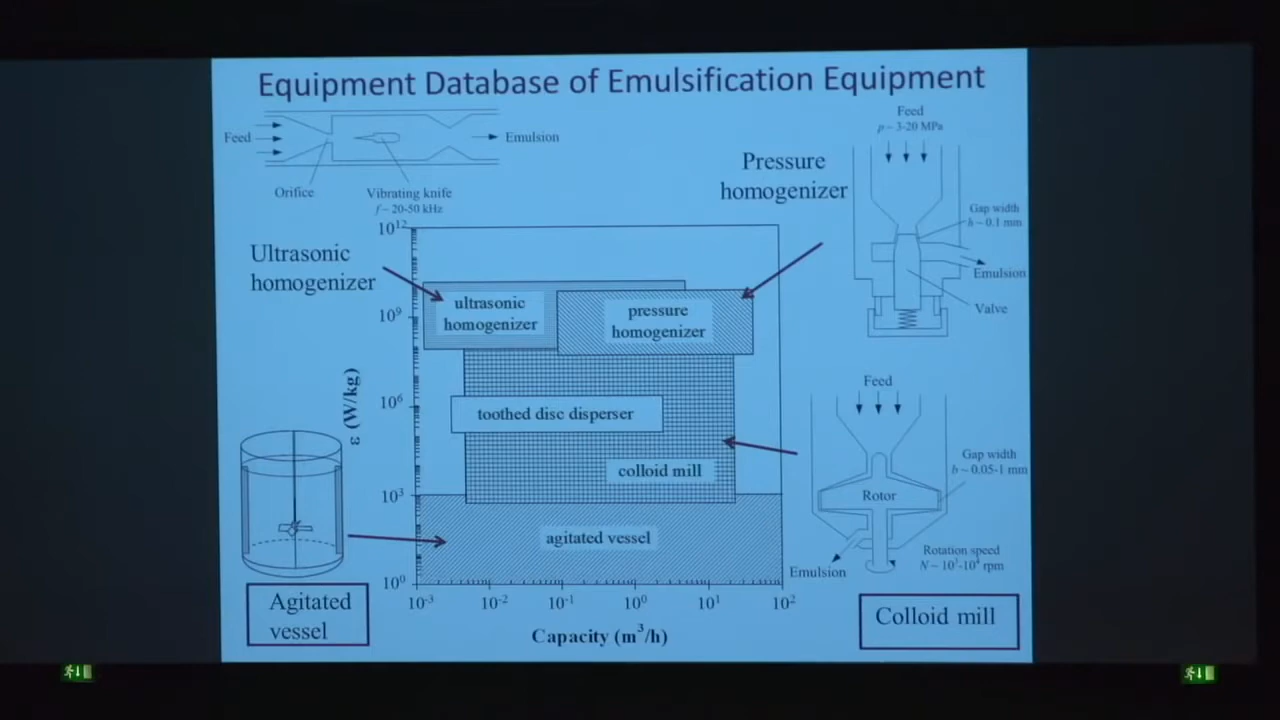 Equipment Database of Emulsification Equipment
Feed
Emulsion
Orifice
Vibrating knife
f ~ 20-50 kHz
Feed
p ~ 3-20 MPa
Pressure
homogenizer
Gap width
h ~ 0.1 mm
Emulsion
Valve
Ultrasonic
homogenizer
10¹²
10⁹
10⁶
10³
10⁰
ε (W/kg)
ultrasonic
homogenizer
pressure
homogenizer
toothed disc disperser
colloid mill
agitated vessel
10⁻³
10⁻²
10⁻¹
10⁰
10¹
10²
Capacity (m³/h)
Feed
Gap width
b ~ 0.05-1 mm
Rotor
Rotation speed
Emulsion
Agitated
vessel
Colloid mill